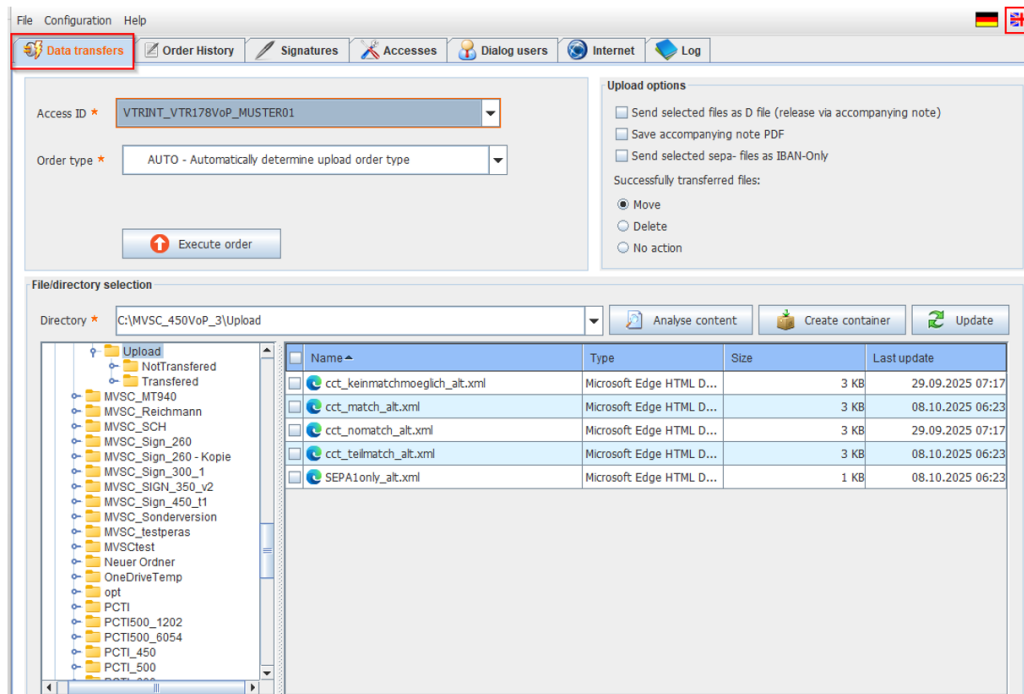 File Configuration Help
Data transfers Order History Signatures Accesses Dialog users Internet Log
Access ID * VTRINT_VTR178VoP_MUSTER01
Order type * AUTO - Automatically determine upload order type
Execute order
Upload options
Send selected files as D file (release via accompanying note)
Save accompanying note PDF
Send selected sepa- files as IBAN-Only
Successfully transferred files:
Move
Delete
No action
File/directory selection
Directory * C:\MVSC_450VoP_3\Upload Analyse content Create container Update
Upload
NotTransfered
Transfered
MVSC_MT940
MVSC_Reichmann
MVSC_SCH
MVSC_Sign_260
MVSC_Sign_260 - Kopie
MVSC_Sign_300_1
MVSC_SIGN_350_v2
MVSC_Sign_450_t1
MVSC_Sonderversion
MVSC_testperas
MVSCtest
Neuer Ordner
OneDriveTemp
opt
PCTI
PCTI500_1202
PCTI500_6054
PCTI_450
PCTI_500
Name Type Size Last update
cct_keinmatchmoeglich_alt.xml Microsoft Edge HTML D... 3 KB 29.09.2025 07:17
cct_match_alt.xml Microsoft Edge HTML D... 3 KB 08.10.2025 06:23
cct_nomatch_alt.xml Microsoft Edge HTML D... 3 KB 29.09.2025 07:17
cct_teilmatch_alt.xml Microsoft Edge HTML D... 3 KB 08.10.2025 06:23
SEPA1only_alt.xml Microsoft Edge HTML D... 1 KB 08.10.2025 06:23